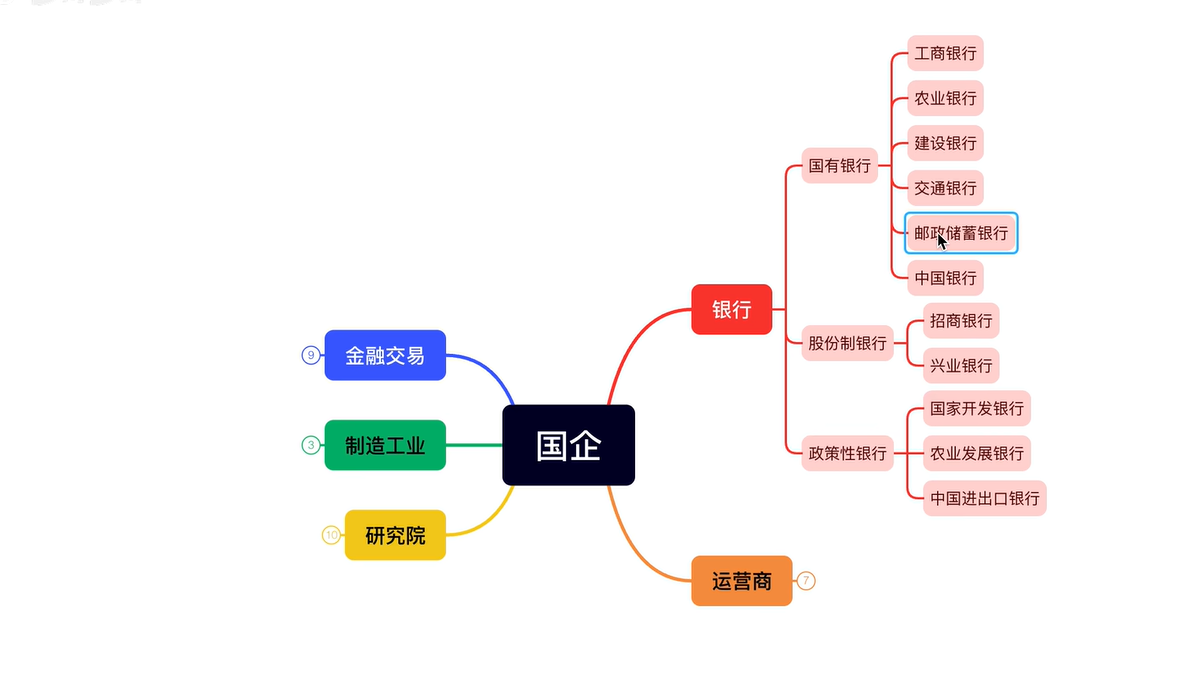 国企
银行
国有银行
工商银行
农业银行
建设银行
交通银行
邮政储蓄银行
中国银行
股份制银行
招商银行
兴业银行
政策性银行
国家开发银行
农业发展银行
中国进出口银行
运营商
7
金融交易
9
制造工业
3
研究院
10